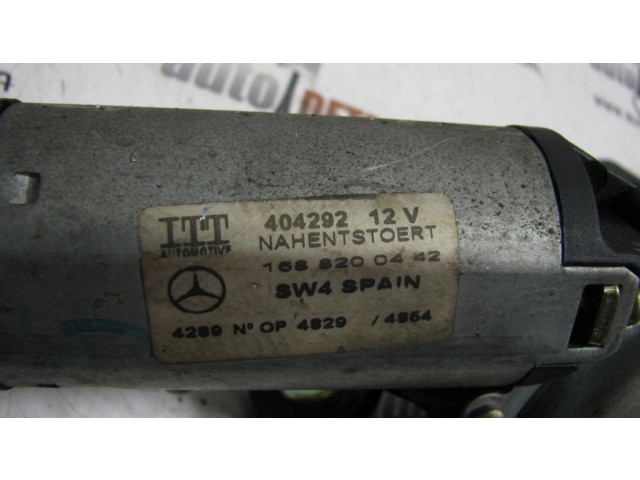 ITT 404292 12 V
AUTOMOTIVE NAHENTSTOERT
168 820 04 42
SW4 SPAIN
4289 Nº OP 4829 / 4854